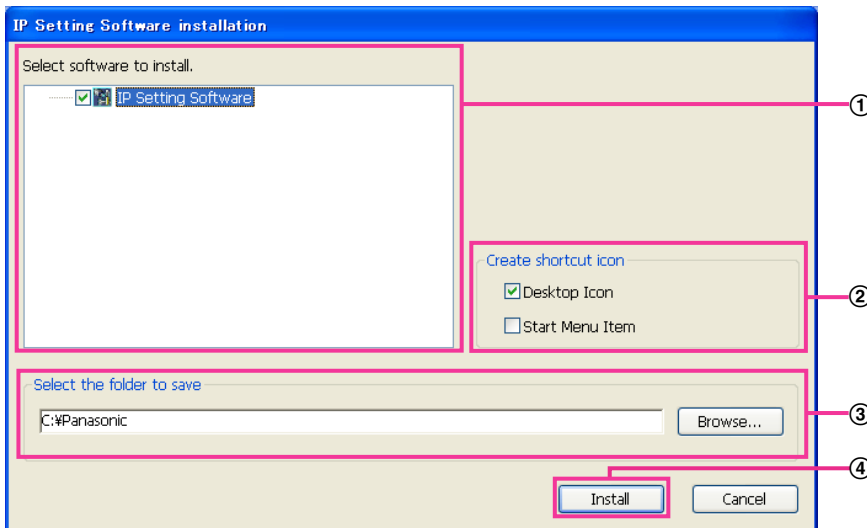 IP Setting Software installation
Select software to install.
IP Setting Software
①
Create shortcut icon
Desktop Icon
②
Start Menu Item
Select the folder to save
C:¥Panasonic
Browse...
③
④
Install
Cancel